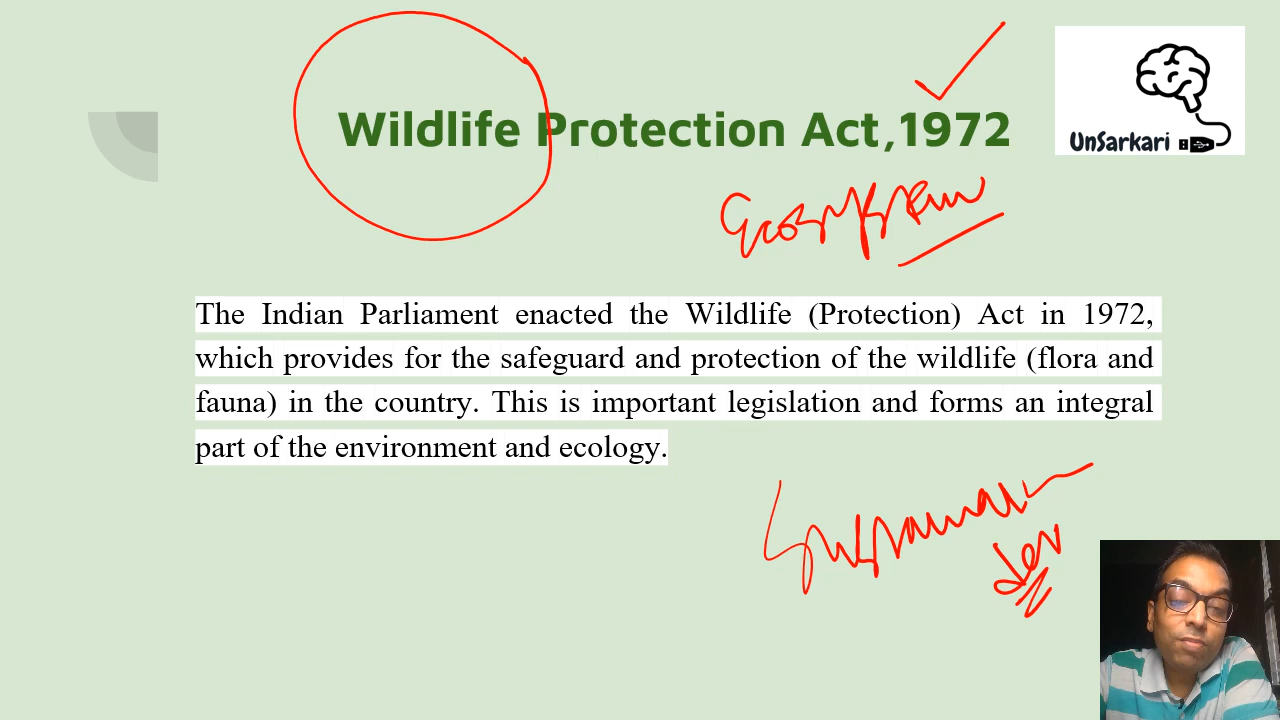 Wildlife Protection Act,1972
UnSarkari
Ecosystem
The Indian Parliament enacted the Wildlife (Protection) Act in 1972,
which provides for the safeguard and protection of the wildlife (flora and
fauna) in the country. This is important legislation and forms an integral
part of the environment and ecology.